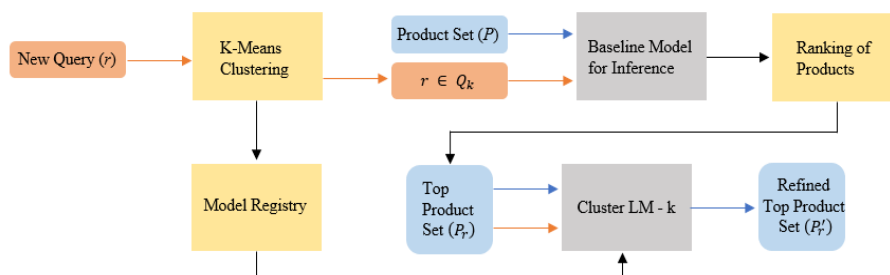 New Query (r)
K-Means
Clustering
Product Set (P)
r ∈ Qₖ
Baseline Model
for Inference
Ranking of
Products
Model Registry
Top
Product
Set (Pᵣ)
Cluster LM - k
Refined
Top Product
Set (Pᵣ′)